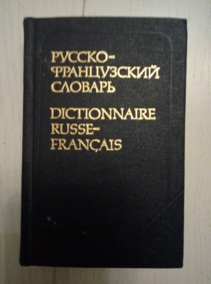 РУССКО-
ФРАНЦУЗСКИЙ
СЛОВАРЬ
DICTIONNAIRE
RUSSE-
FRANÇAIS